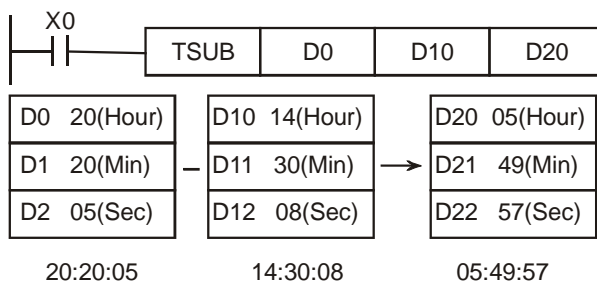 X0
TSUB D0 D10 D20
D0 20(Hour) D10 14(Hour) D20 05(Hour)
D1 20(Min) – D11 30(Min) → D21 49(Min)
D2 05(Sec) D12 08(Sec) D22 57(Sec)
20:20:05 14:30:08 05:49:57